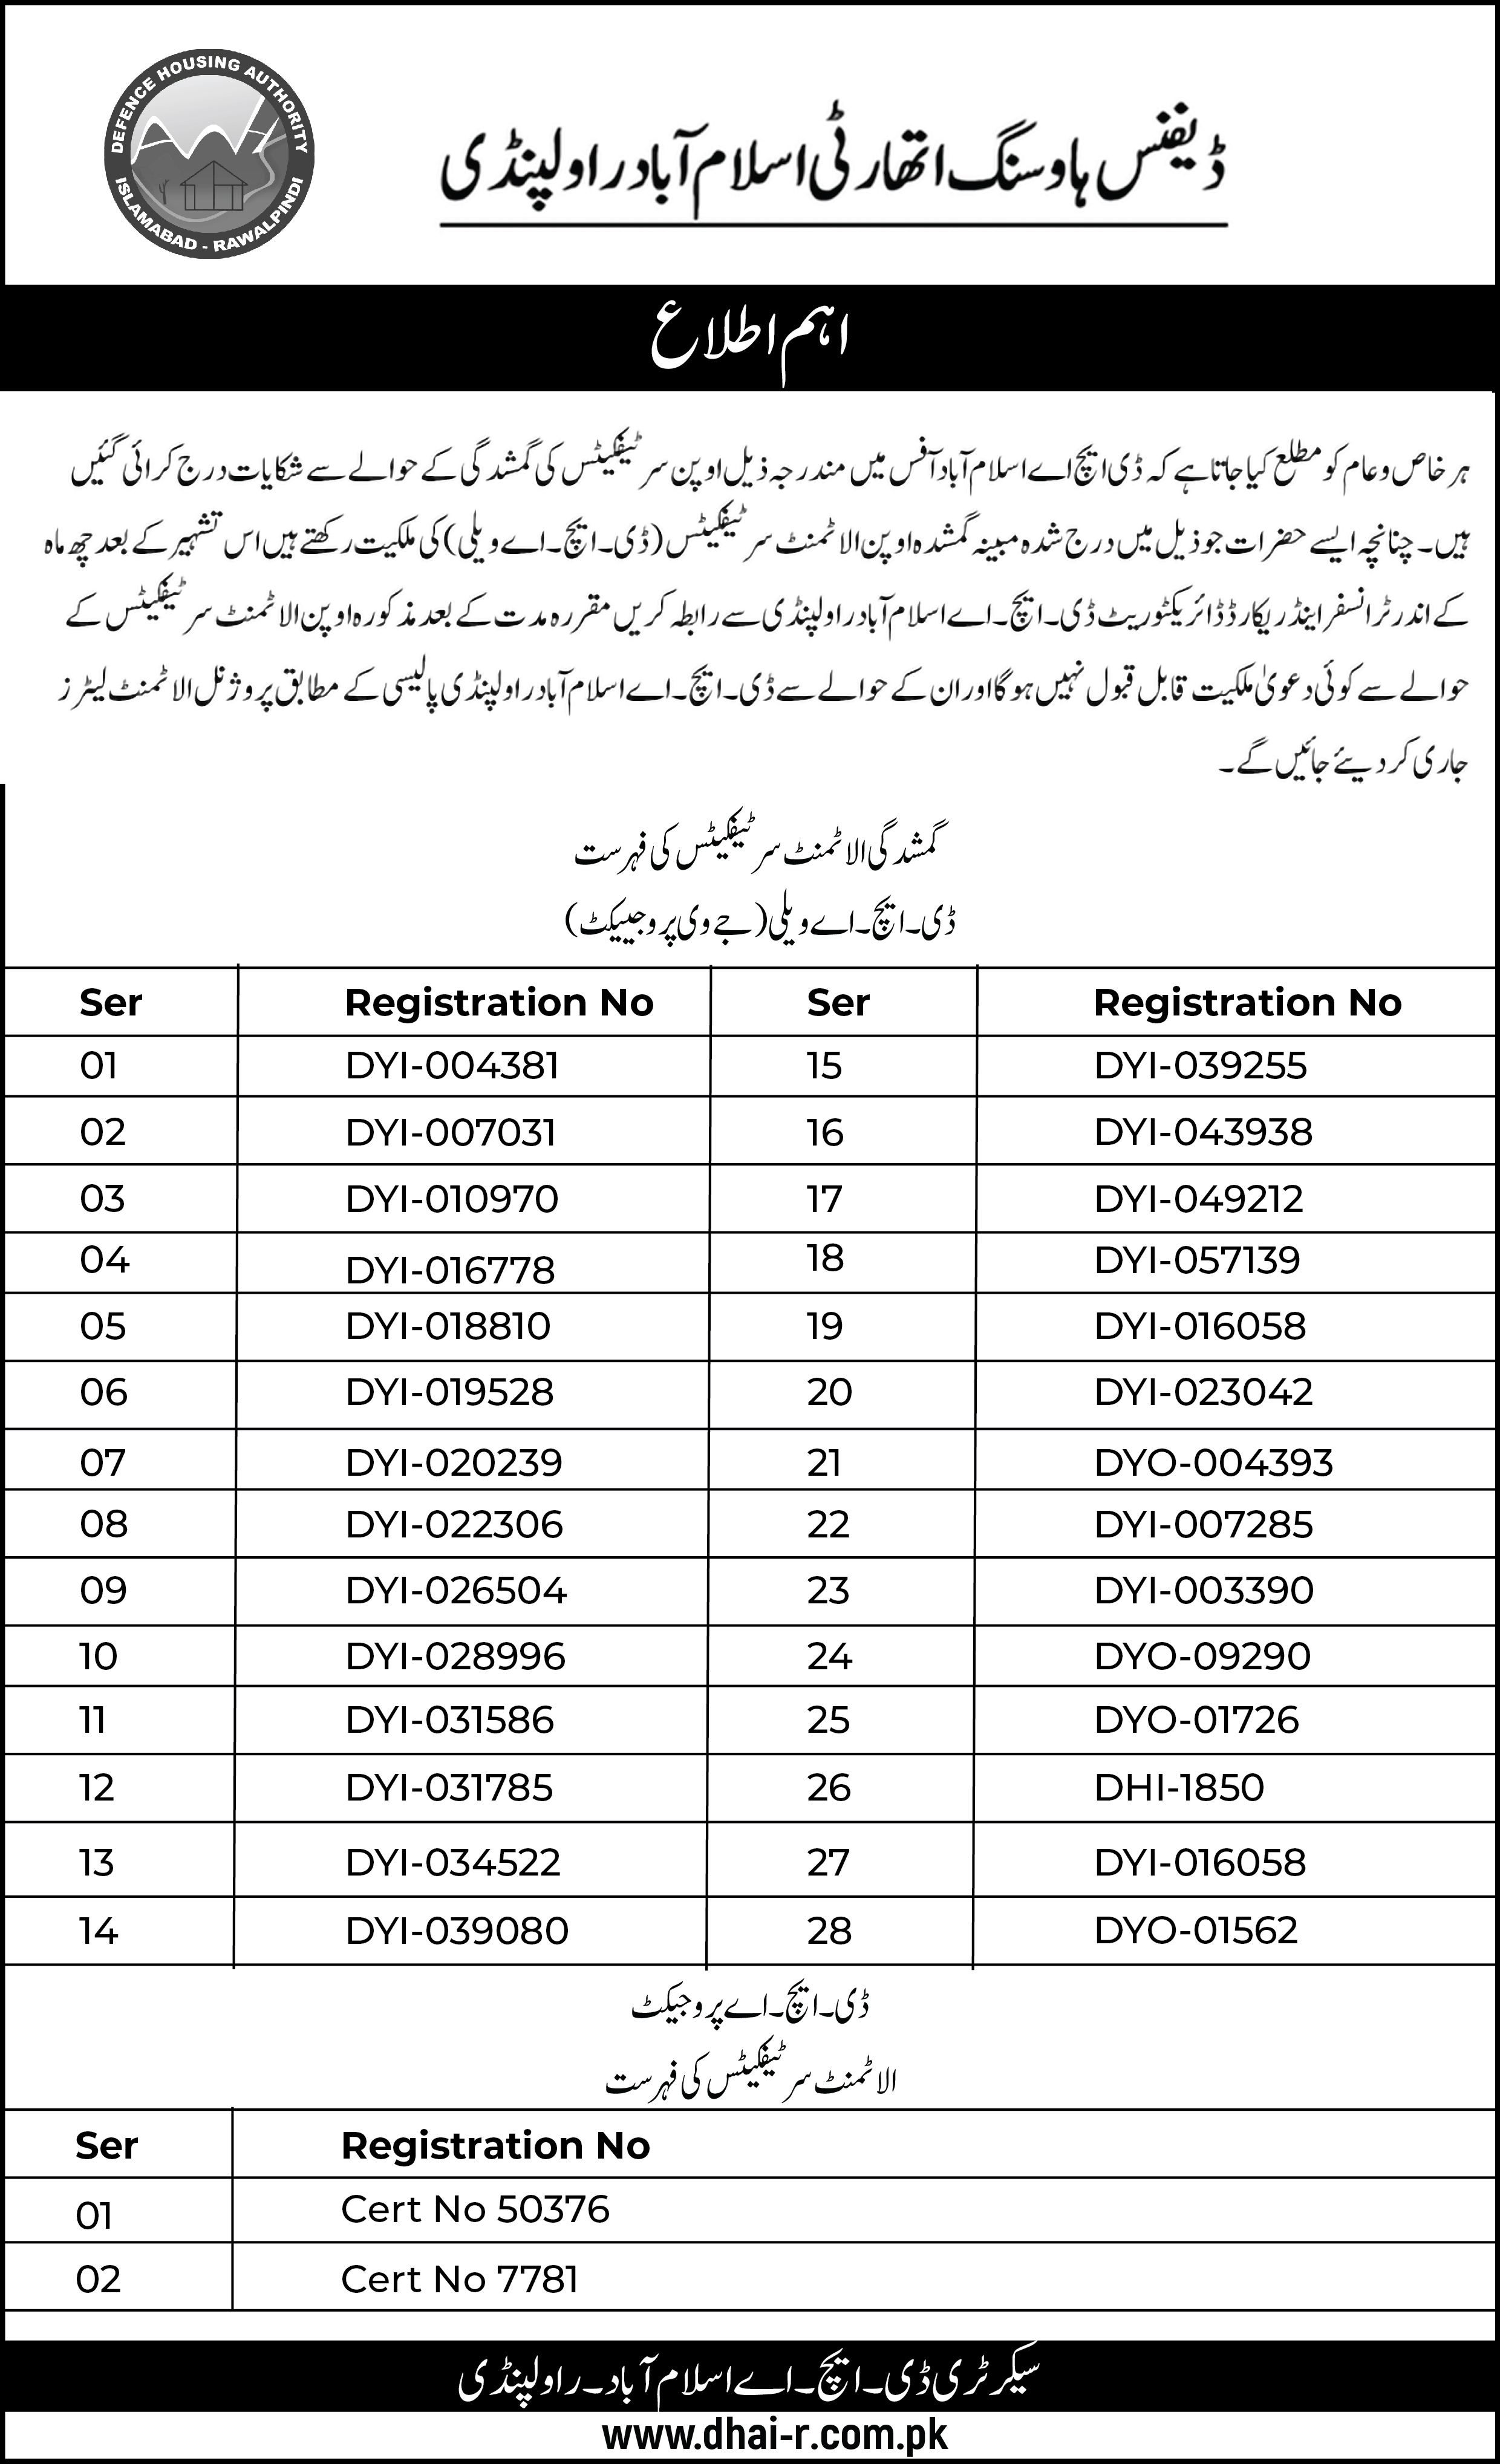 DEFENCE HOUSING AUTHORITY
ISLAMABAD - RAWALPINDI
ڈیفنس ہاوسنگ اتھارٹی اسلام آباد راولپنڈی
اہم اطلاع
ہر خاص و عام کو مطلع کیا جاتا ہے کہ ڈی ایچ اے اسلام آباد آفس میں مندرجہ ذیل اوپن سرٹیفکیٹس کی گمشدگی کے حوالے سے شکایات درج کرائی گئیں
ہیں۔ چنانچہ ایسے حضرات جو ذیل میں درج شدہ مبینہ گمشدہ اوپن الاٹمنٹ سرٹیفکیٹس (ڈی۔ایچ۔اے ویلی) کی ملکیت رکھتے ہیں اس تشہیر کے بعد چھ ماہ
کے اندر ٹرانسفر اینڈ ریکارڈ ڈائریکٹوریٹ ڈی۔ایچ۔اے اسلام آباد راولپنڈی سے رابطہ کریں مقررہ مدت کے بعد مذکورہ اوپن الاٹمنٹ سرٹیفکیٹس کے
حوالے سے کوئی دعویٰ ملکیت قابل قبول نہیں ہوگا اور ان کے حوالے سے ڈی۔ایچ۔اے اسلام آباد راولپنڈی پالیسی کے مطابق پروژنل الاٹمنٹ لیٹرز
جاری کر دیئے جائیں گے۔
گمشدگی الاٹمنٹ سرٹیفکیٹس کی فہرست
ڈی۔ایچ۔اے ویلی (جے وی پروجیکٹ)
Ser Registration No Ser Registration No
01 DYI-004381 15 DYI-039255
02 DYI-007031 16 DYI-043938
03 DYI-010970 17 DYI-049212
04 DYI-016778 18 DYI-057139
05 DYI-018810 19 DYI-016058
06 DYI-019528 20 DYI-023042
07 DYI-020239 21 DYO-004393
08 DYI-022306 22 DYI-007285
09 DYI-026504 23 DYI-003390
10 DYI-028996 24 DYO-09290
11 DYI-031586 25 DYO-01726
12 DYI-031785 26 DHI-1850
13 DYI-034522 27 DYI-016058
14 DYI-039080 28 DYO-01562
ڈی۔ایچ۔اے پروجیکٹ
الاٹمنٹ سرٹیفکیٹس کی فہرست
Ser Registration No
01 Cert No 50376
02 Cert No 7781
سیکرٹری ڈی۔ایچ۔اے اسلام آباد۔راولپنڈی
www.dhai-r.com.pk